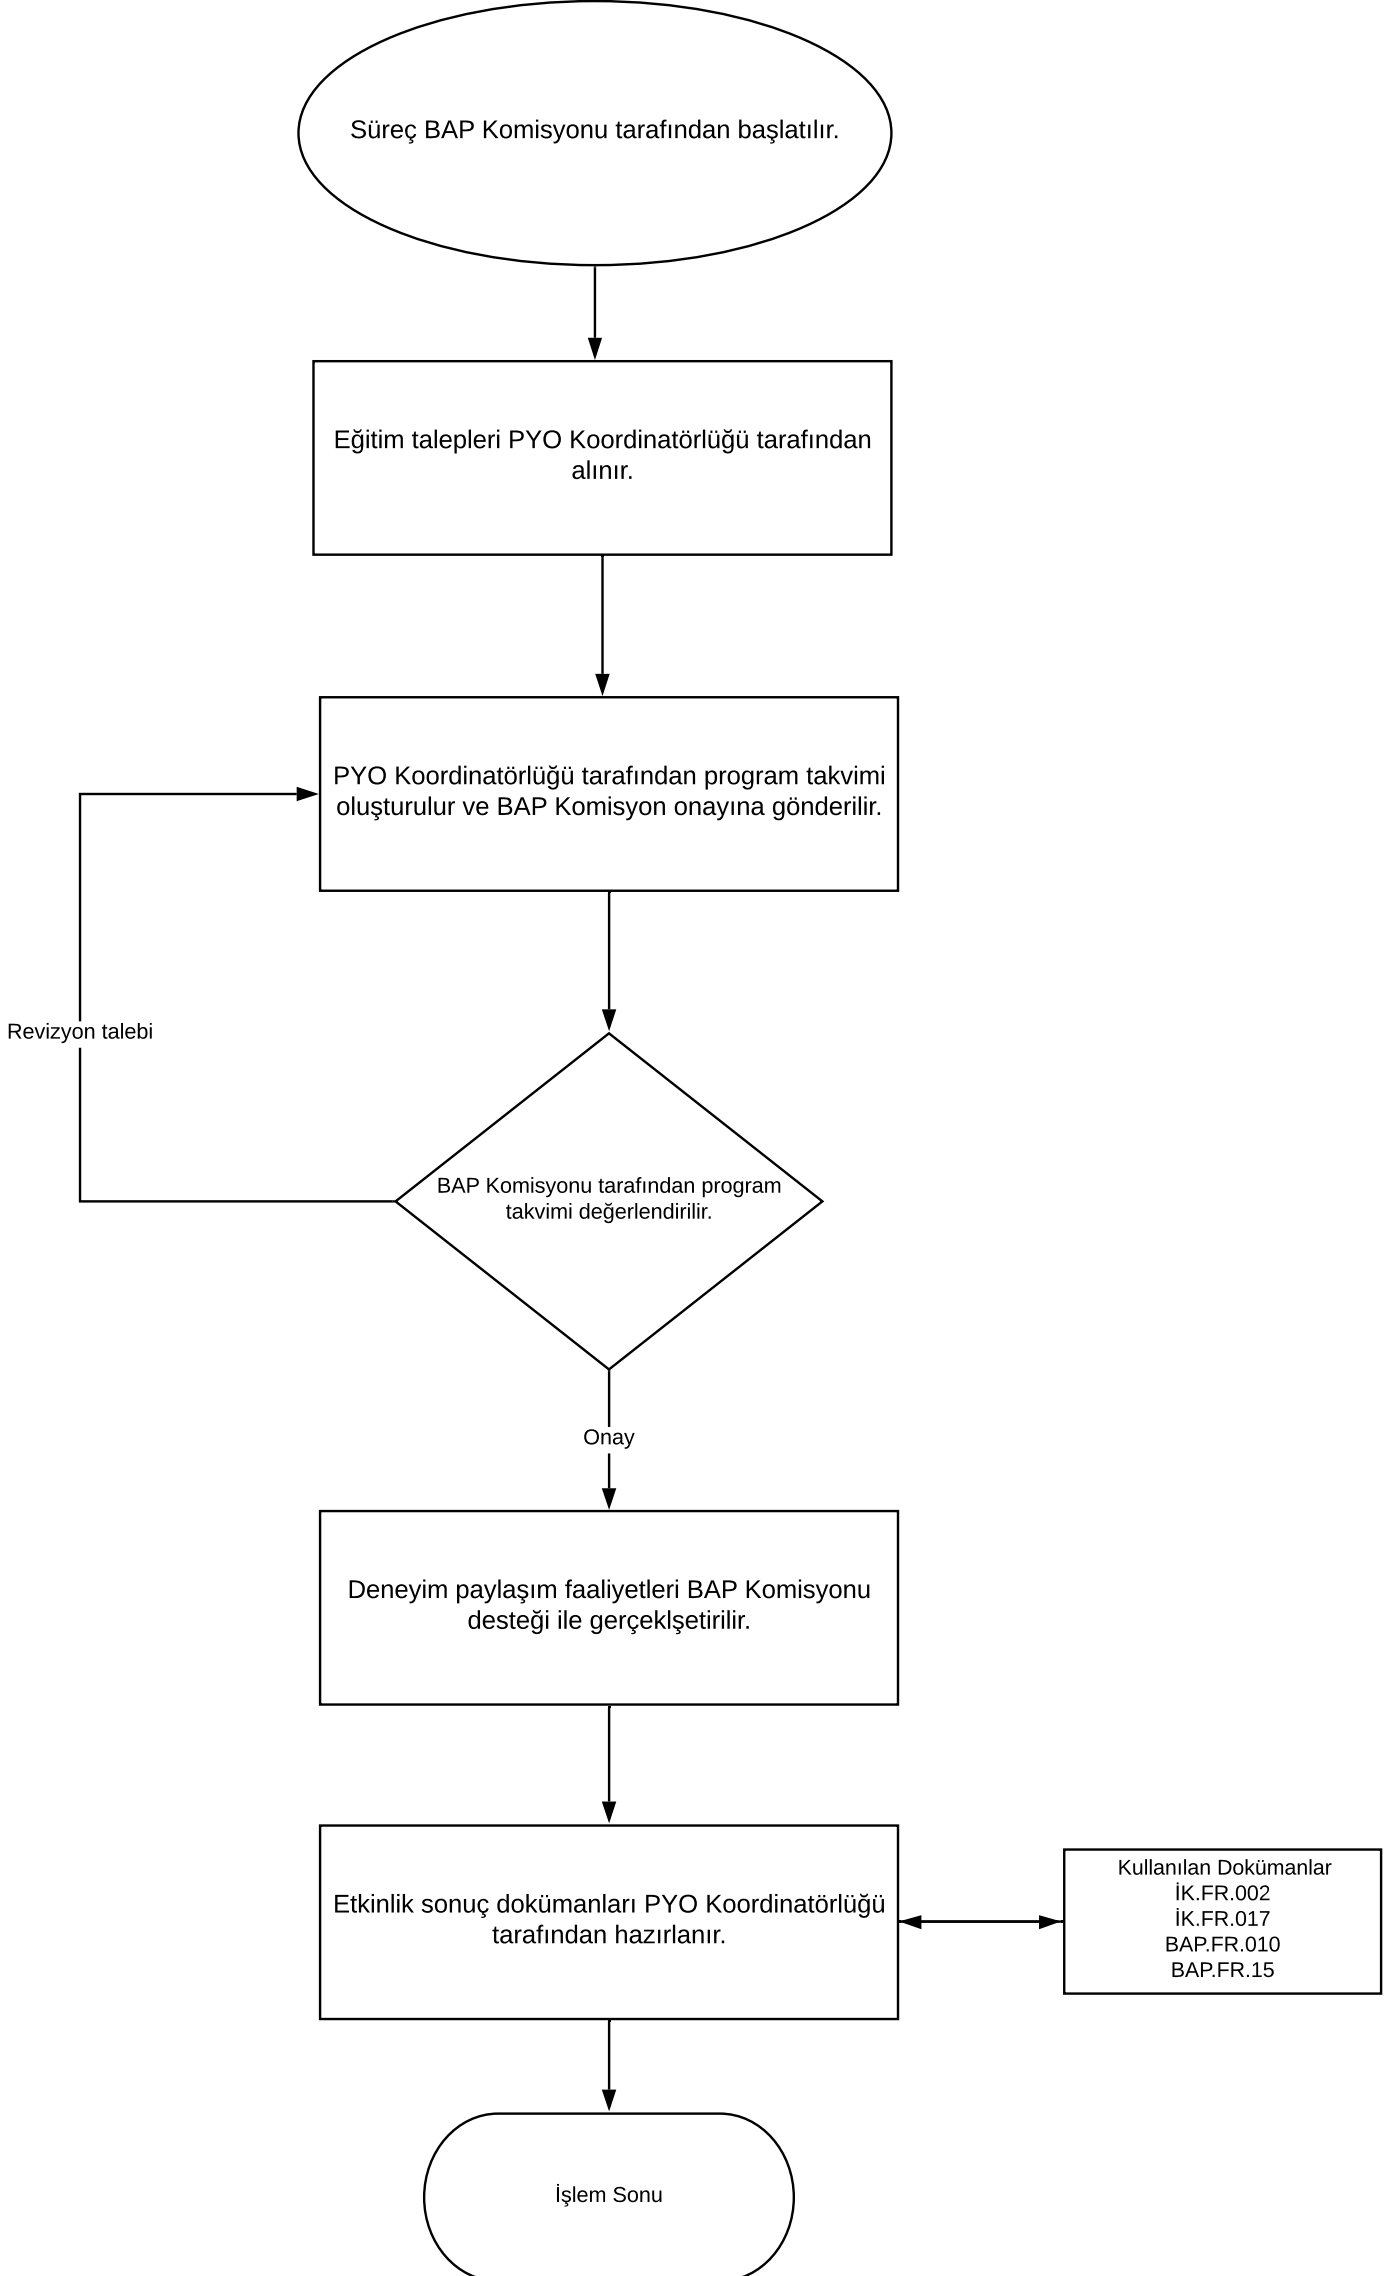 Süreç BAP Komisyonu tarafından başlatılır.
Eğitim talepleri PYO Koordinatörlüğü tarafından
alınır.
PYO Koordinatörlüğü tarafından program takvimi
oluşturulur ve BAP Komisyon onayına gönderilir.
Revizyon talebi
BAP Komisyonu tarafından program
takvimi değerlendirilir.
Onay
Deneyim paylaşım faaliyetleri BAP Komisyonu
desteği ile gerçeklşetirilir.
Etkinlik sonuç dokümanları PYO Koordinatörlüğü
tarafından hazırlanır.
Kullanılan Dokümanlar
İK.FR.002
İK.FR.017
BAP.FR.010
BAP.FR.15
İşlem Sonu